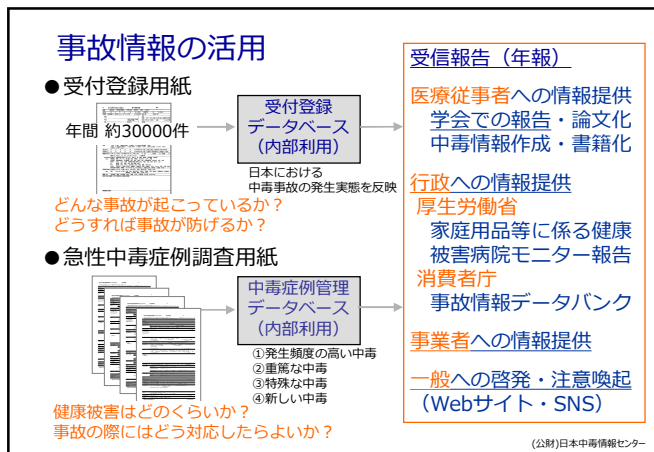 事故情報の活用
●受付登録用紙
年間 約30000件
受付登録
データベース
(内部利用)
日本における
中毒事故の発生実態を反映
どんな事故が起こっているか？
どうすれば事故が防げるか？
●急性中毒症例調査用紙
中毒症例管理
データベース
(内部利用)
①発生頻度の高い中毒
②重篤な中毒
③特殊な中毒
④新しい中毒
健康被害はどのくらいか？
事故の際にはどう対応したらよいか？
受信報告（年報）
医療従事者への情報提供
学会での報告・論文化
中毒情報作成・書籍化
行政への情報提供
厚生労働省
家庭用品等に係る健康
被害病院モニター報告
消費者庁
事故情報データバンク
事業者への情報提供
一般への啓発・注意喚起
（Webサイト・SNS）
(公財)日本中毒情報センター